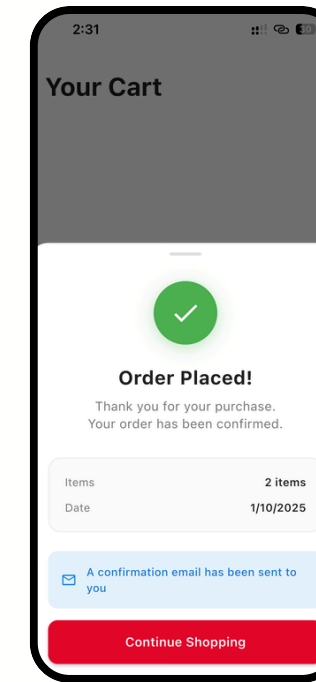 2:31
30
Your Cart
Order Placed!
Thank you for your purchase.
Your order has been confirmed.
Items 2 items
Date 1/10/2025
A confirmation email has been sent to
you
Continue Shopping